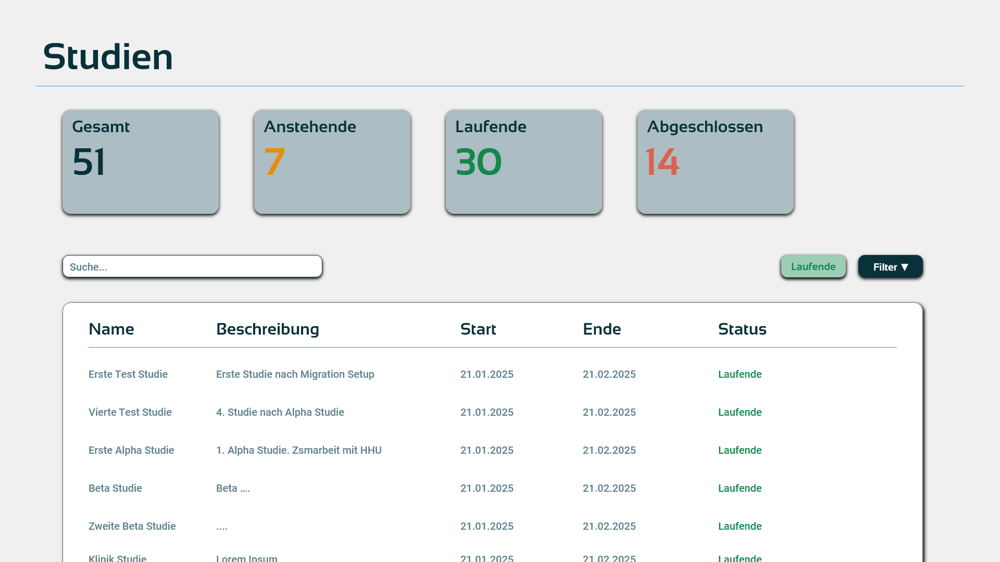 Studien
Gesamt Anstehende Laufende Abgeschlossen
51 7 30 14
Suche... Laufende Filter ▼
Name Beschreibung Start Ende Status
Erste Test Studie Erste Studie nach Migration Setup 21.01.2025 21.02.2025 Laufende
Vierte Test Studie 4. Studie nach Alpha Studie 21.01.2025 21.02.2025 Laufende
Erste Alpha Studie 1. Alpha Studie. Zsmarbeit mit HHU 21.01.2025 21.02.2025 Laufende
Beta Studie Beta .... 21.01.2025 21.02.2025 Laufende
Zweite Beta Studie .... 21.01.2025 21.02.2025 Laufende
Klinik Studie Lorem Ipsum 21.01.2025 21.02.2025 Laufende